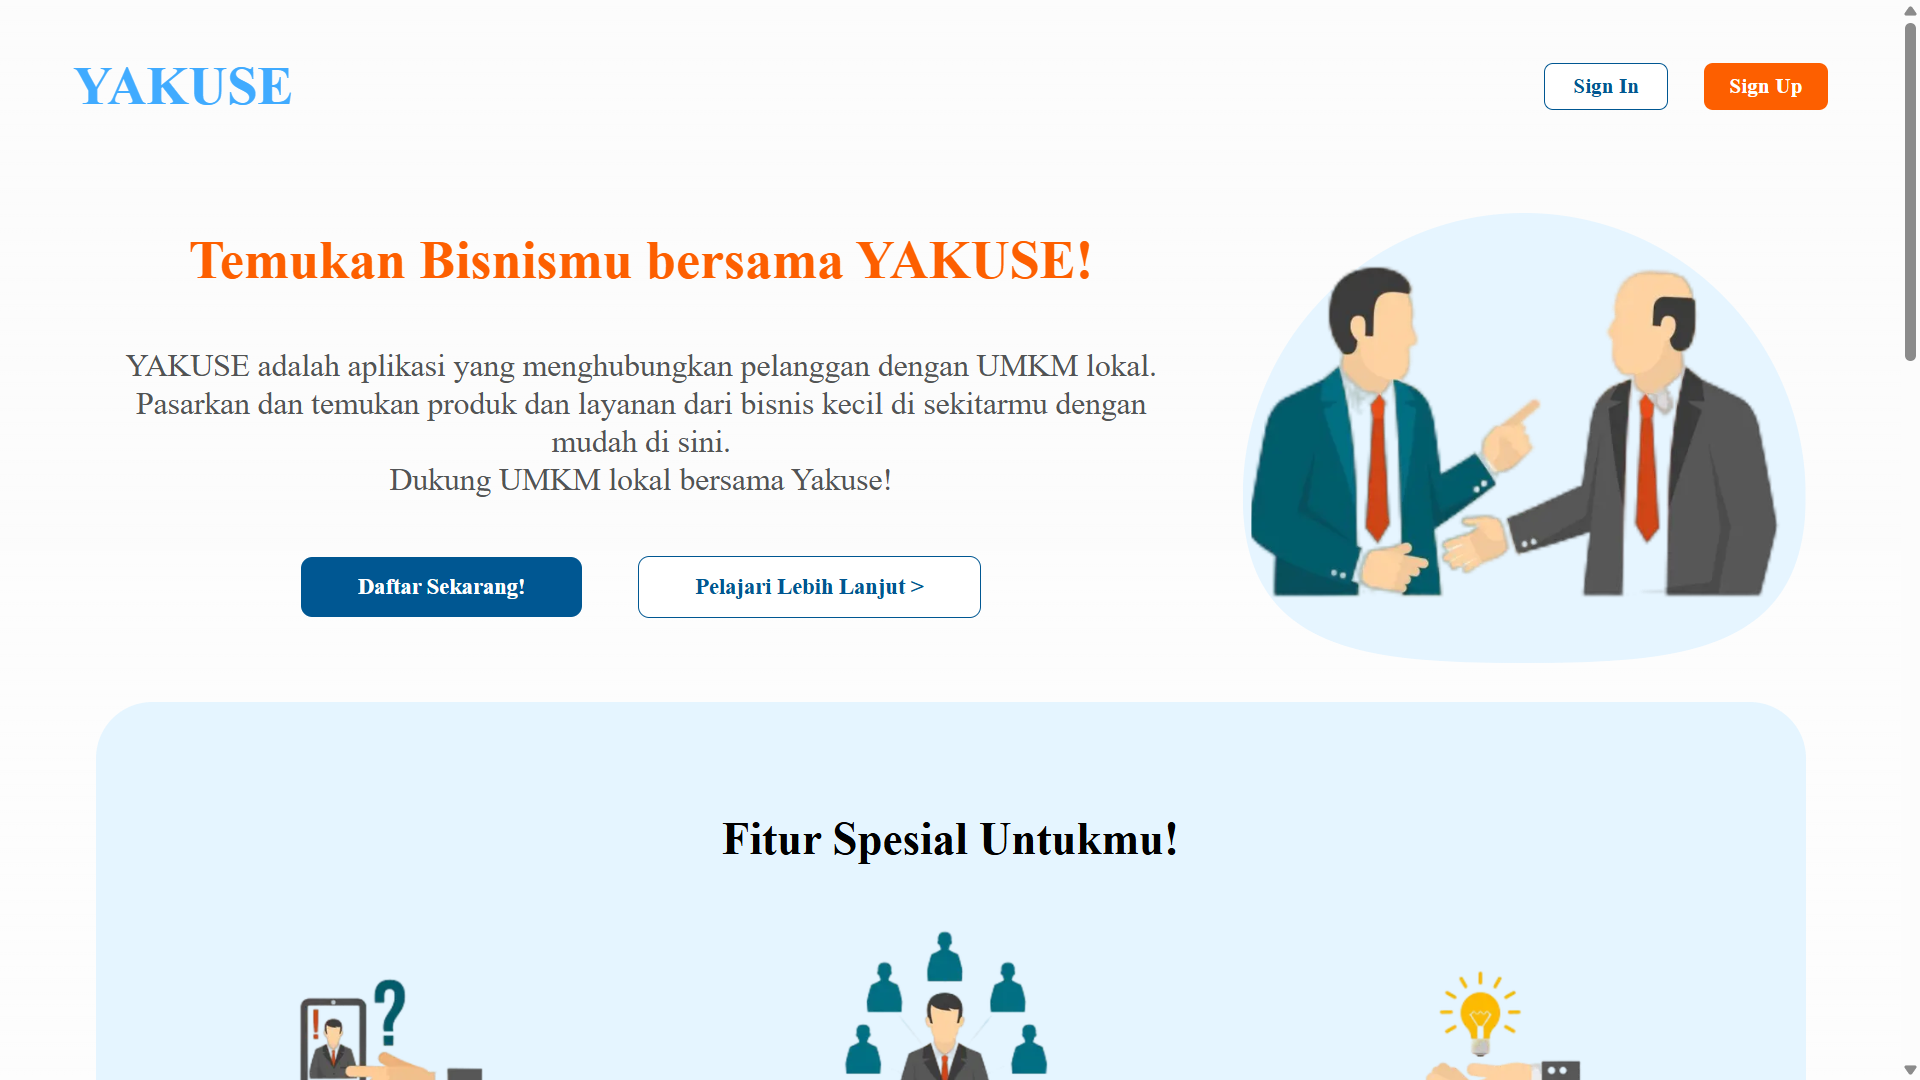 YAKUSE
Sign In
Sign Up
Temukan Bisnismu bersama YAKUSE!
YAKUSE adalah aplikasi yang menghubungkan pelanggan dengan UMKM lokal.
Pasarkan dan temukan produk dan layanan dari bisnis kecil di sekitarmu dengan
mudah di sini.
Dukung UMKM lokal bersama Yakuse!
Daftar Sekarang!
Pelajari Lebih Lanjut >
Fitur Spesial Untukmu!
! ?